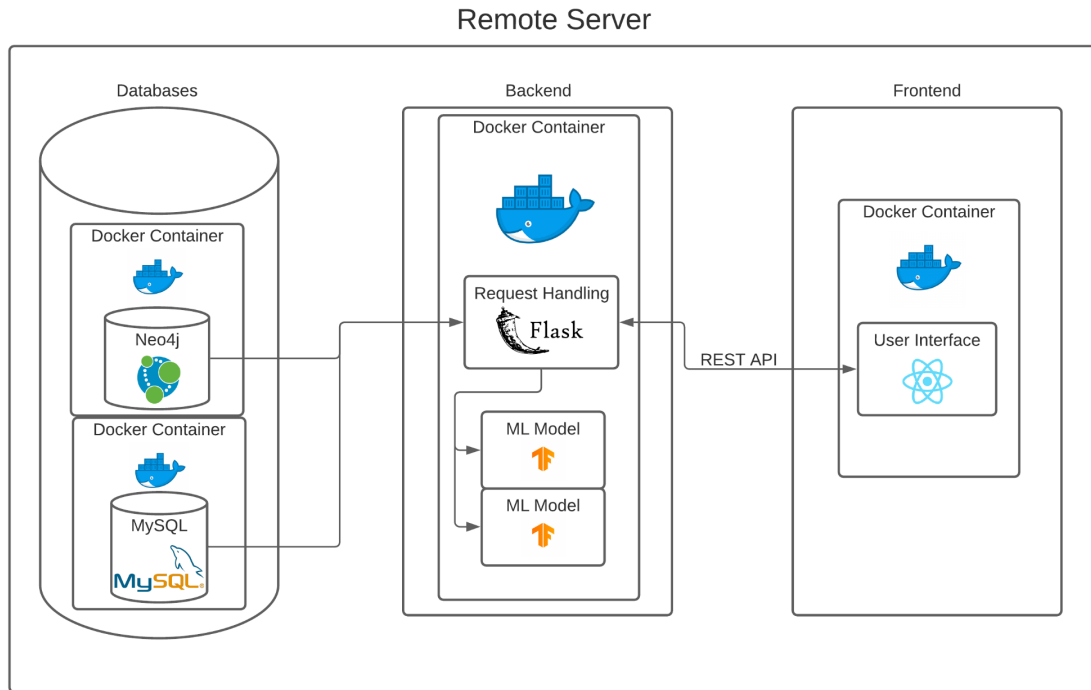 Remote Server
Databases
Backend
Frontend
Docker Container
Docker Container
Docker Container
Request Handling
Flask
Neo4j
User Interface
REST API
Docker Container
ML Model
MySQL
MySQL®
ML Model